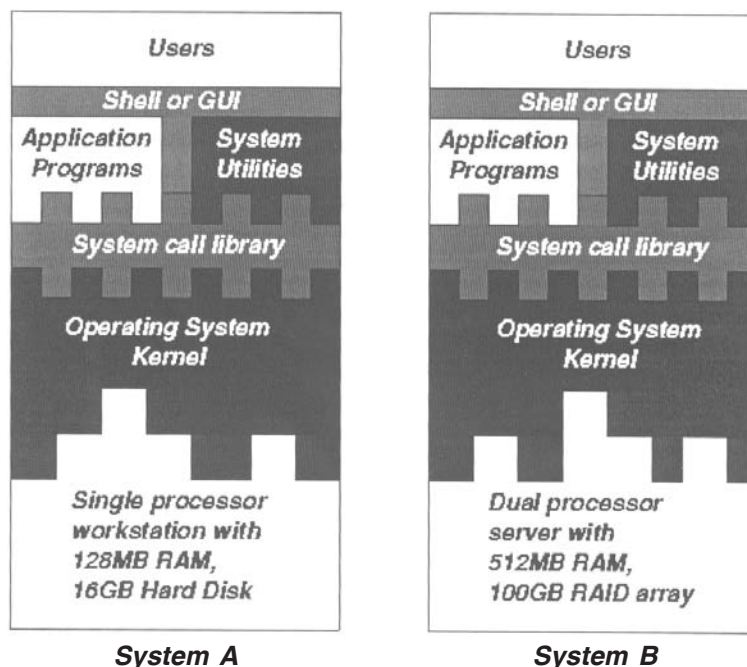 Users
Shell or GUI
Application
Programs
System
Utilities
System call library
Operating System
Kernel
Single processor
workstation with
128MB RAM,
16GB Hard Disk
System A
Users
Shell or GUI
Application
Programs
System
Utilities
System call library
Operating System
Kernel
Dual processor
server with
512MB RAM,
100GB RAID array
System B